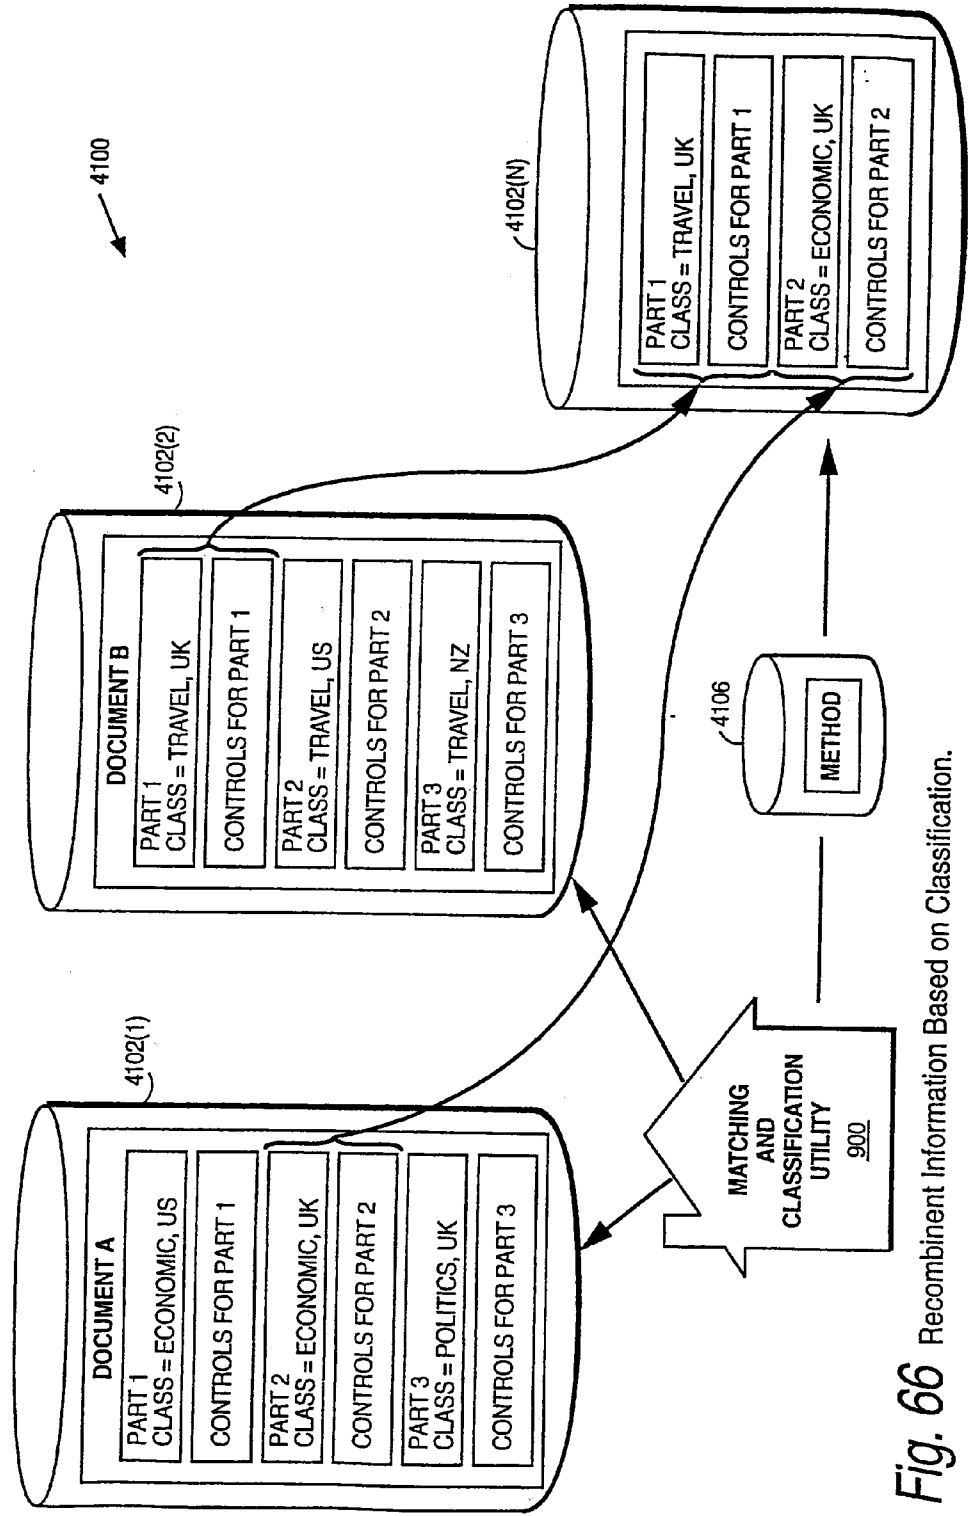 4100
4102(1)
DOCUMENT A
PART 1
CLASS = ECONOMIC, US
CONTROLS FOR PART 1
PART 2
CLASS = ECONOMIC, UK
CONTROLS FOR PART 2
PART 3
CLASS = POLITICS, UK
CONTROLS FOR PART 3
4102(2)
DOCUMENT B
PART 1
CLASS = TRAVEL, UK
CONTROLS FOR PART 1
PART 2
CLASS = TRAVEL, US
CONTROLS FOR PART 2
PART 3
CLASS = TRAVEL, NZ
CONTROLS FOR PART 3
4102(N)
PART 1
CLASS = TRAVEL, UK
CONTROLS FOR PART 1
PART 2
CLASS = ECONOMIC, UK
CONTROLS FOR PART 2
MATCHING
AND
CLASSIFICATION
UTILITY
900
4106
METHOD
Fig. 66 Recombinent Information Based on Classification.